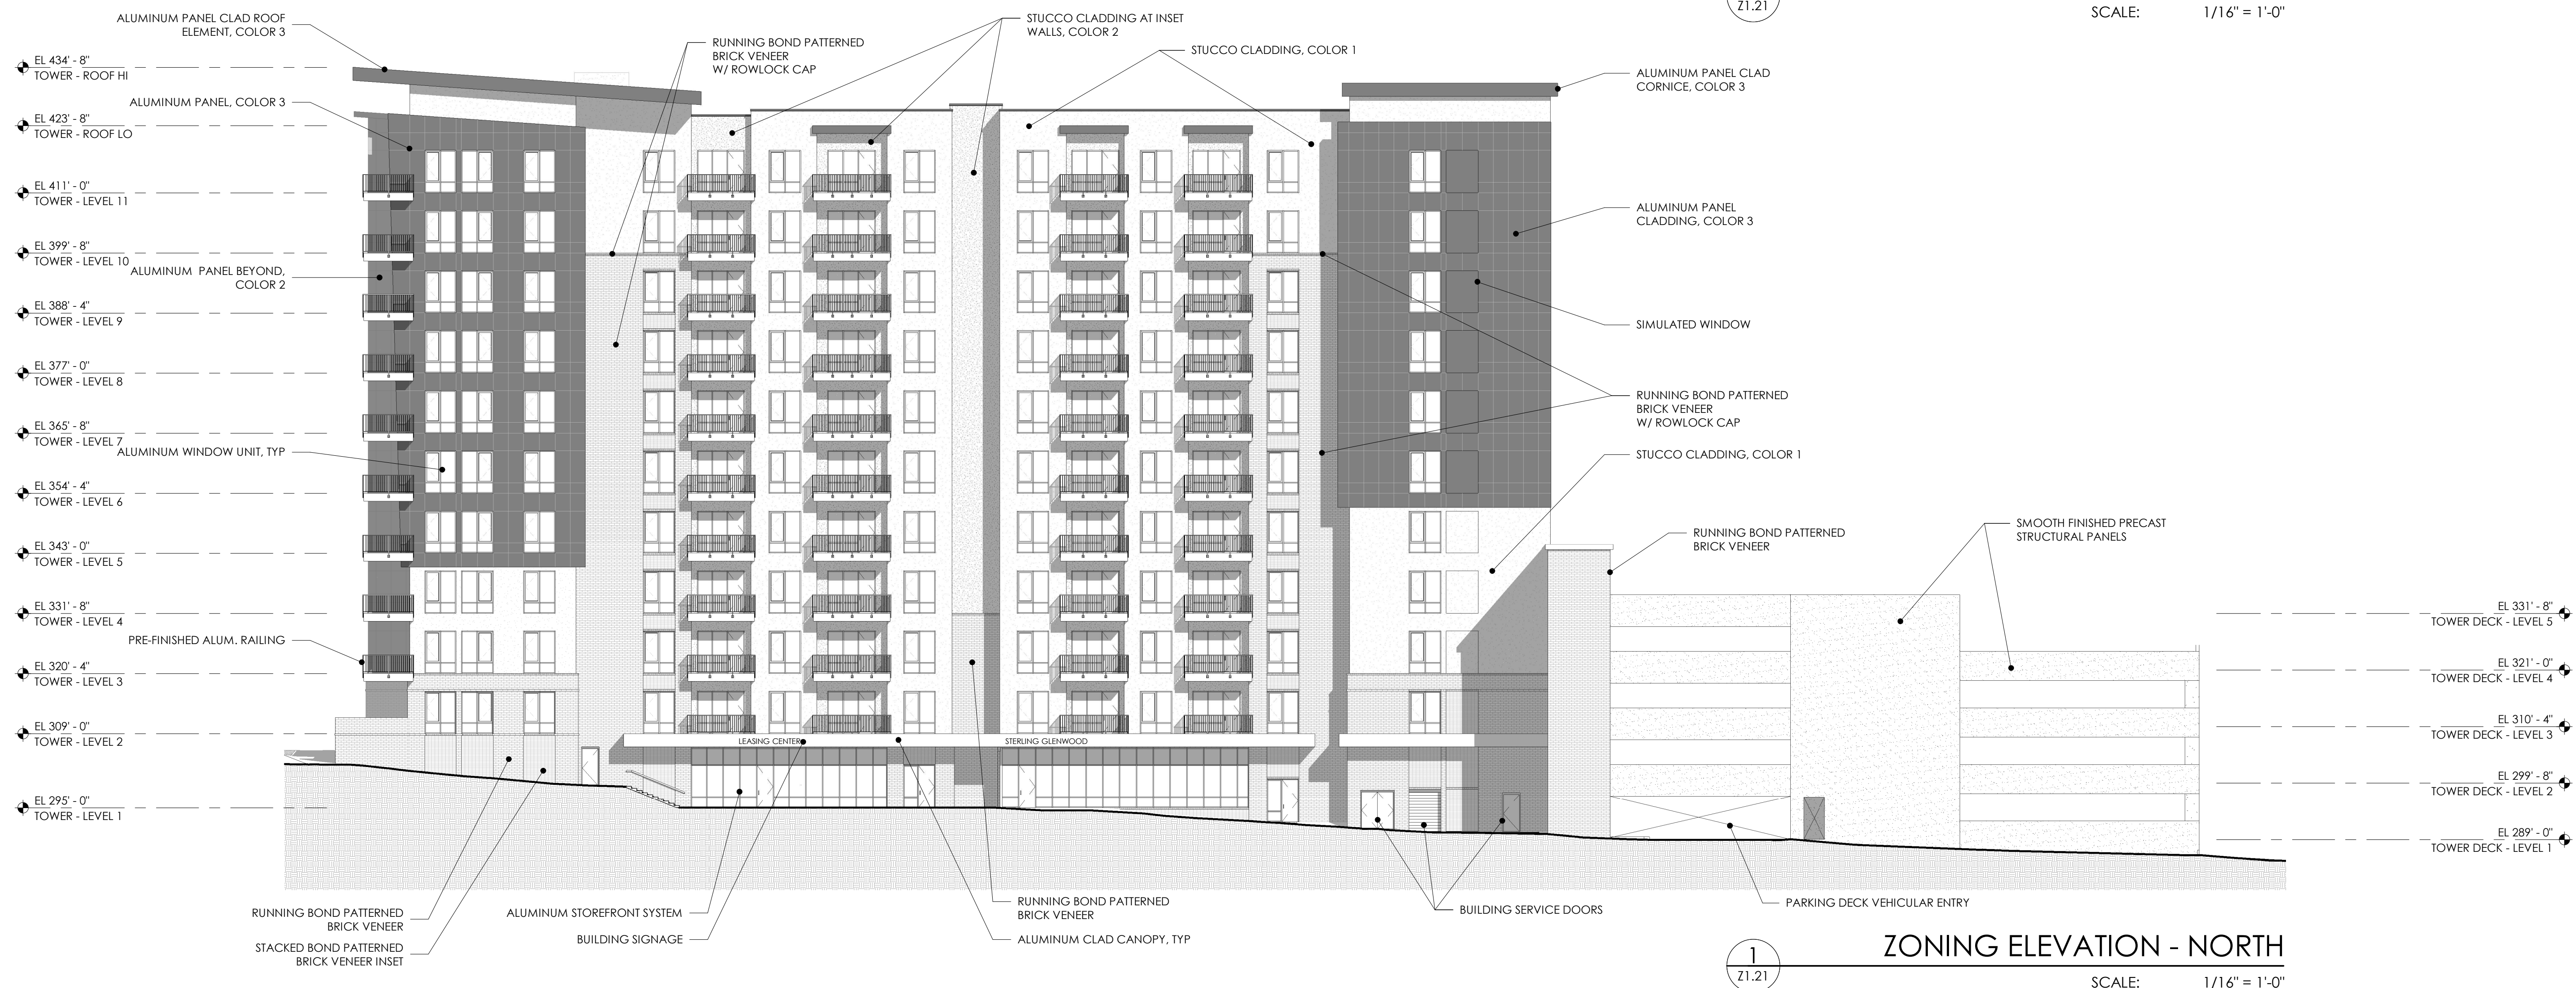 Z1.21
SCALE: 1/16" = 1'-0"
ALUMINUM PANEL CLAD ROOF
ELEMENT, COLOR 3
EL 434' - 8"
TOWER - ROOF HI
ALUMINUM PANEL, COLOR 3
EL 423' - 8"
TOWER - ROOF LO
EL 411' - 0"
TOWER - LEVEL 11
EL 399' - 8"
TOWER - LEVEL 10
ALUMINUM PANEL BEYOND,
COLOR 2
EL 388' - 4"
TOWER - LEVEL 9
EL 377' - 0"
TOWER - LEVEL 8
EL 365' - 8"
TOWER - LEVEL 7
ALUMINUM WINDOW UNIT, TYP
EL 354' - 4"
TOWER - LEVEL 6
EL 343' - 0"
TOWER - LEVEL 5
EL 331' - 8"
TOWER - LEVEL 4
PRE-FINISHED ALUM. RAILING
EL 320' - 4"
TOWER - LEVEL 3
EL 309' - 0"
TOWER - LEVEL 2
EL 295' - 0"
TOWER - LEVEL 1
RUNNING BOND PATTERNED
BRICK VENEER
W/ ROWLOCK CAP
STUCCO CLADDING AT INSET
WALLS, COLOR 2
STUCCO CLADDING, COLOR 1
ALUMINUM PANEL CLAD
CORNICE, COLOR 3
ALUMINUM PANEL
CLADDING, COLOR 3
SIMULATED WINDOW
RUNNING BOND PATTERNED
BRICK VENEER
W/ ROWLOCK CAP
STUCCO CLADDING, COLOR 1
RUNNING BOND PATTERNED
BRICK VENEER
SMOOTH FINISHED PRECAST
STRUCTURAL PANELS
EL 331' - 8"
TOWER DECK - LEVEL 5
EL 321' - 0"
TOWER DECK - LEVEL 4
EL 310' - 4"
TOWER DECK - LEVEL 3
EL 299' - 8"
TOWER DECK - LEVEL 2
EL 289' - 0"
TOWER DECK - LEVEL 1
LEASING CENTER
STERLING GLENWOOD
RUNNING BOND PATTERNED
BRICK VENEER
STACKED BOND PATTERNED
BRICK VENEER INSET
ALUMINUM STOREFRONT SYSTEM
BUILDING SIGNAGE
RUNNING BOND PATTERNED
BRICK VENEER
ALUMINUM CLAD CANOPY, TYP
BUILDING SERVICE DOORS
PARKING DECK VEHICULAR ENTRY
1
Z1.21
ZONING ELEVATION - NORTH
SCALE: 1/16" = 1'-0"